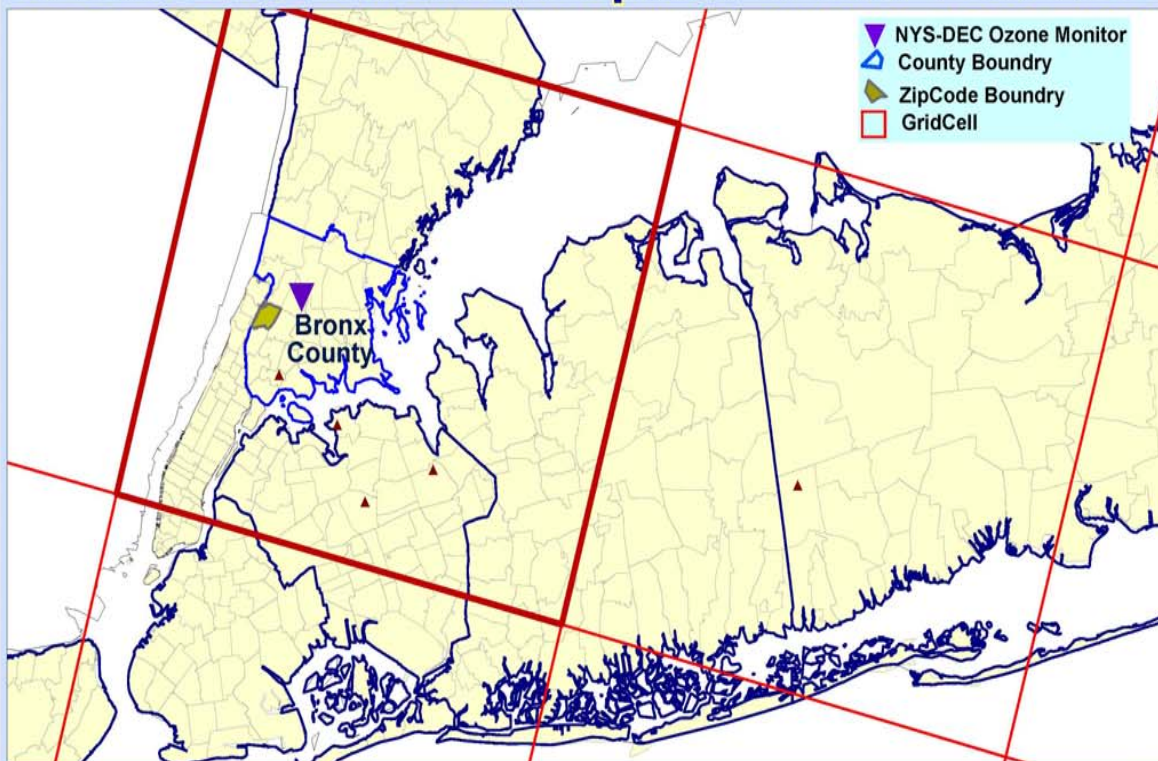 NYS-DEC Ozone Monitor
County Boundry
ZipCode Boundry
GridCell
Bronx
County